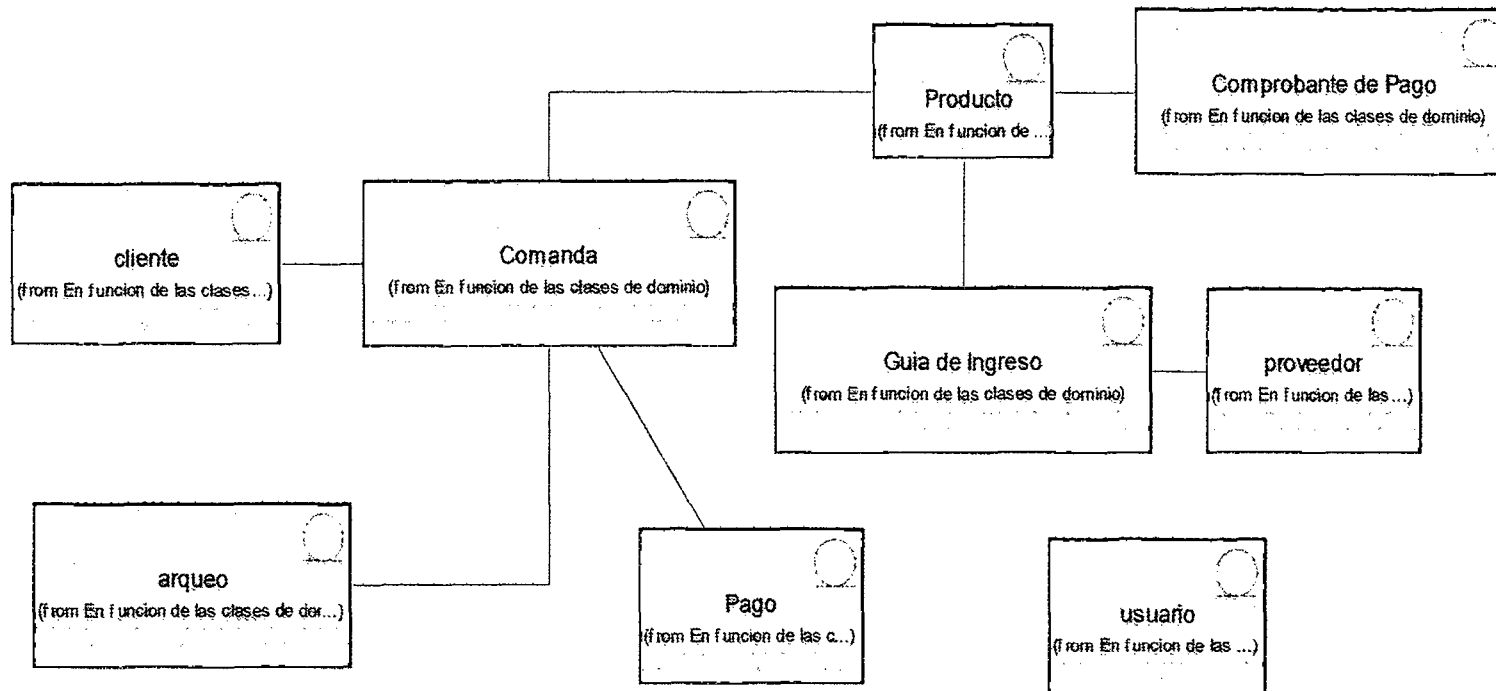 Producto
(from En funcion de ...)
Comprobante de Pago
(from En funcion de las clases de dominio)
cliente
(from En funcion de las clases...)
Comanda
(from En funcion de las clases de dominio)
Guia de Ingreso
(from En funcion de las clases de dominio)
proveedor
(from En funcion de las ...)
arqueo
(from En funcion de las clases de dor...)
Pago
(from En funcion de las c...)
usuario
(from En funcion de las ...)